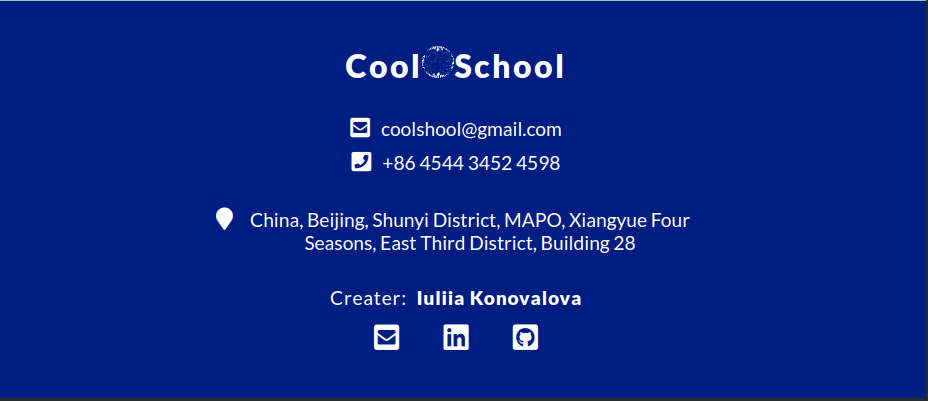 Cool School
coolshool@gmail.com
+86 4544 3452 4598
China, Beijing, Shunyi District, MAPO, Xiangyue Four
Seasons, East Third District, Building 28
Creater: Iuliia Konovalova
in